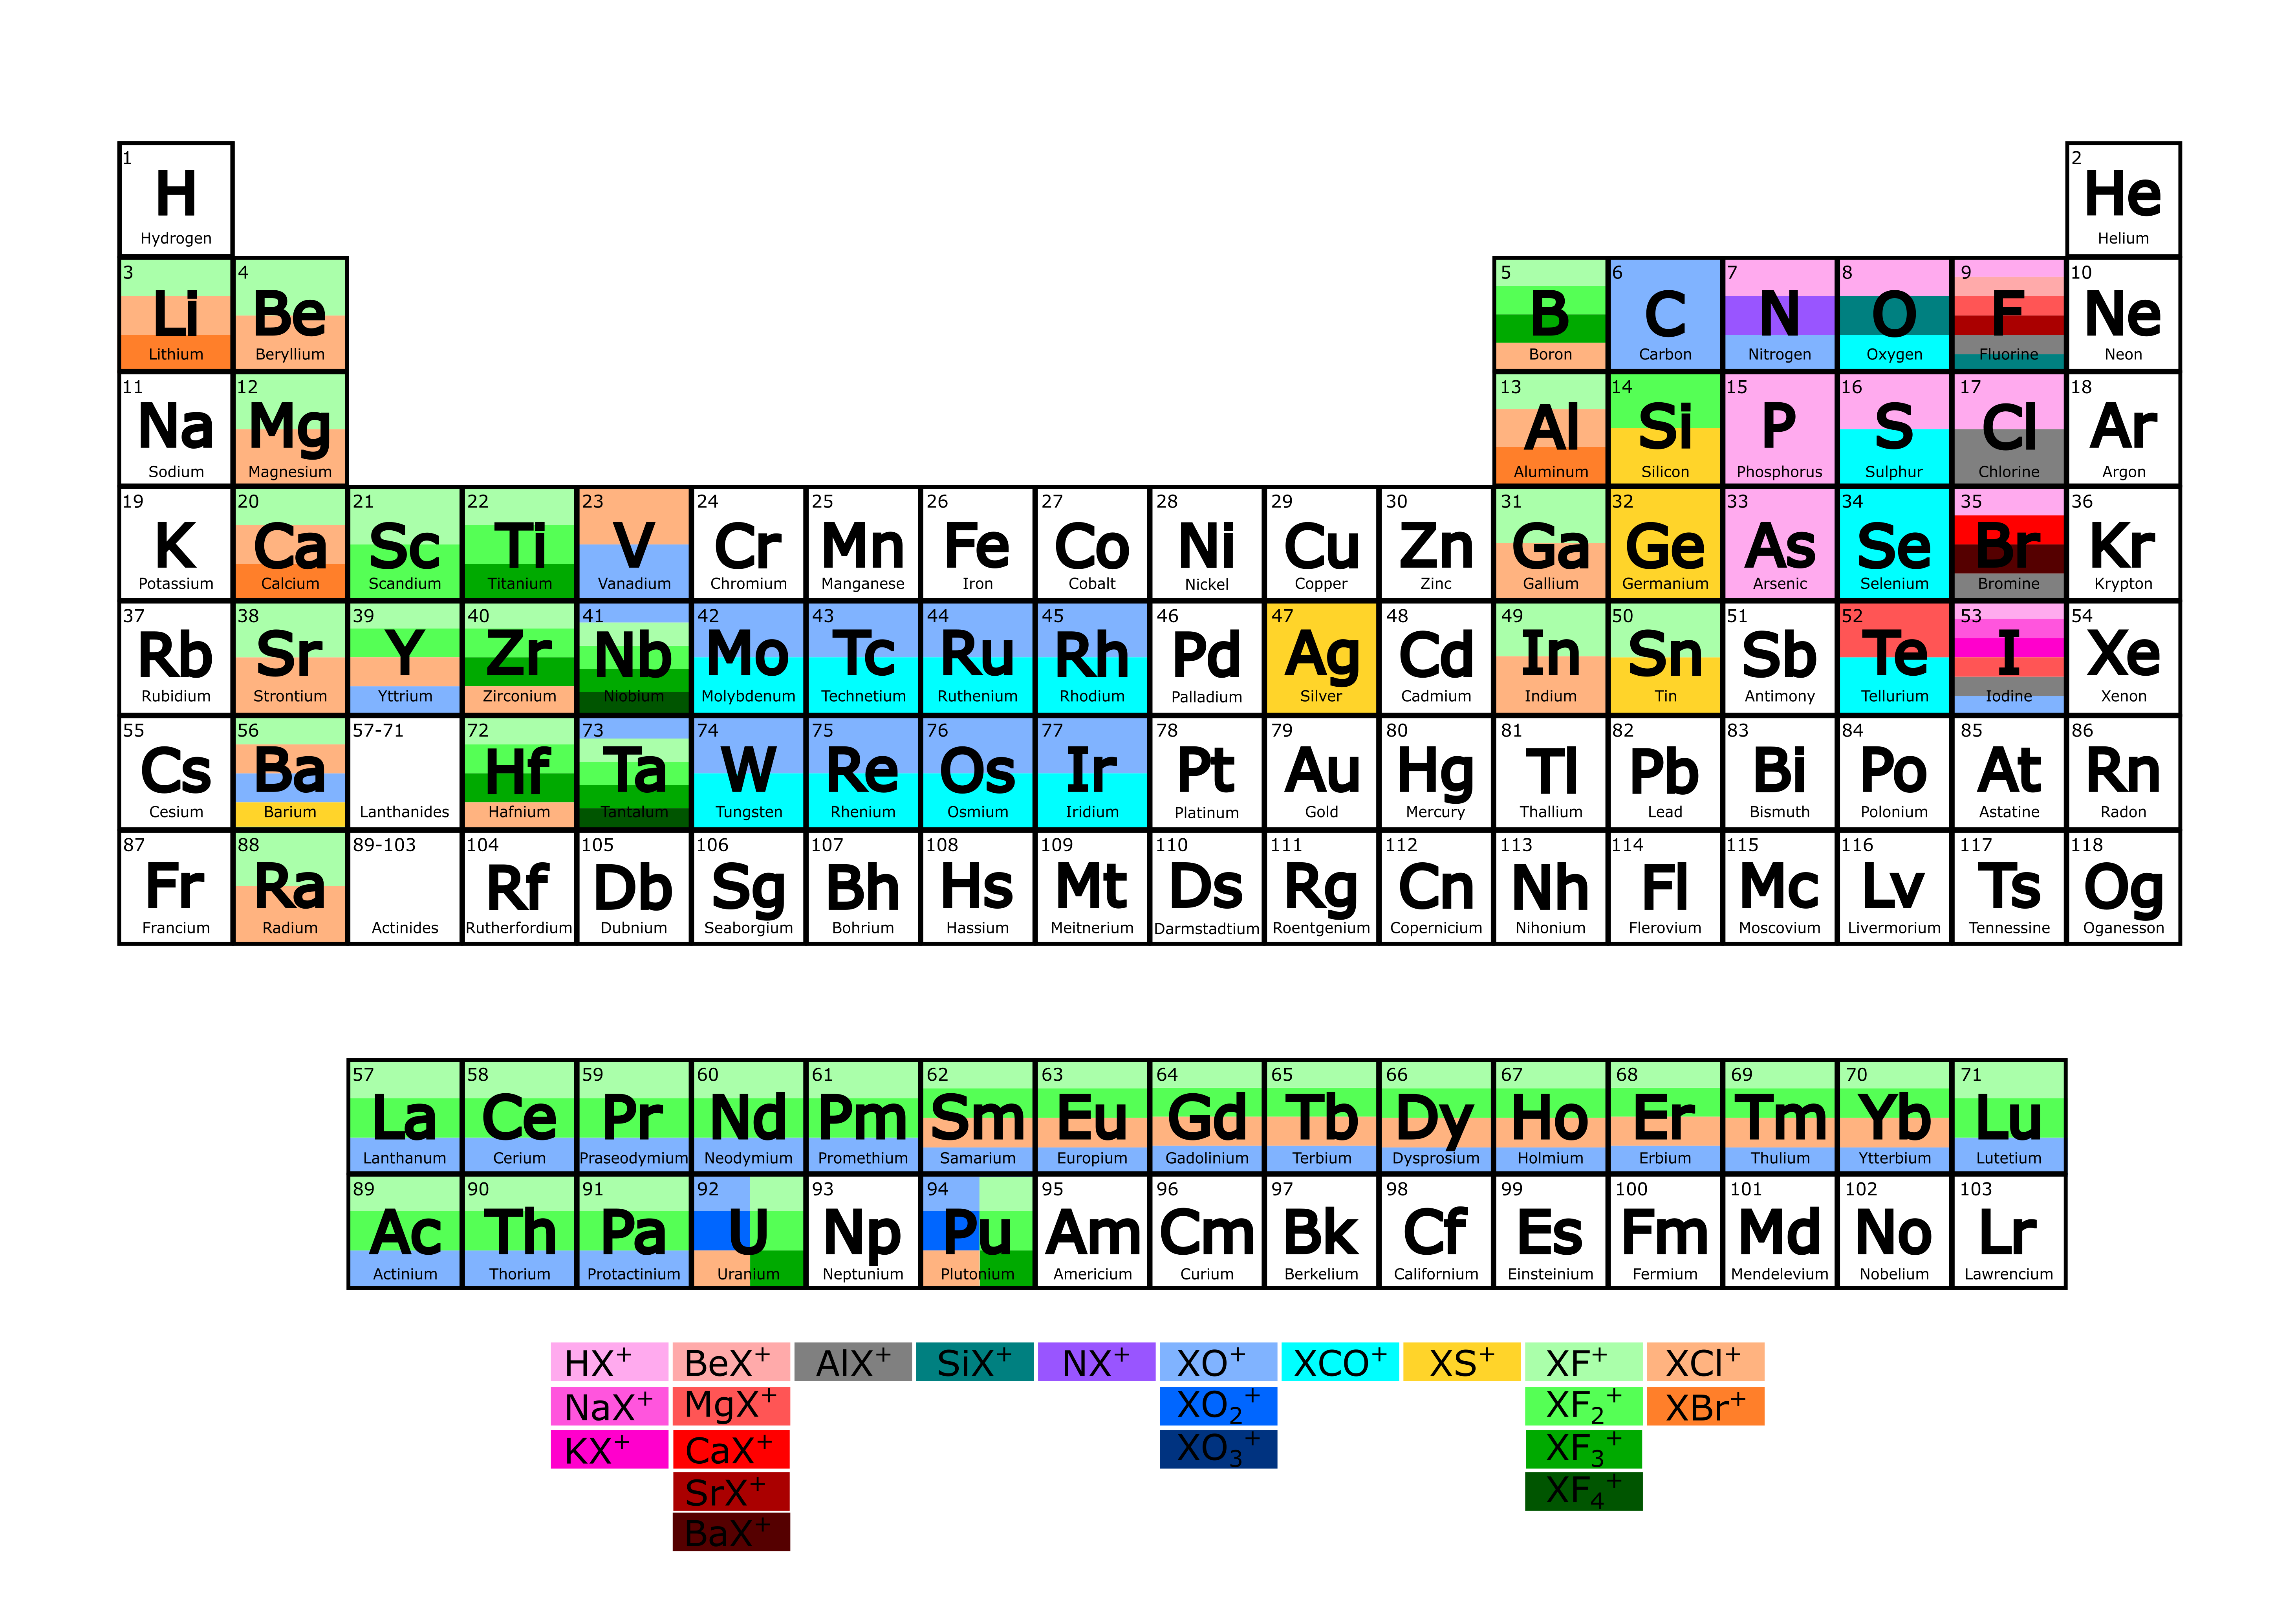 1 2
H He
Hydrogen Helium
3 4 5 6 7 8 9 10
Li Be B C N O F Ne
Lithium Beryllium Boron Carbon Nitrogen Oxygen Fluorine Neon
11 12 13 14 15 16 17 18
Na Mg Al Si P S Cl Ar
Sodium Magnesium Aluminum Silicon Phosphorus Sulphur Chlorine Argon
19 20 21 22 23 24 25 26 27 28 29 30 31 32 33 34 35 36
K Ca Sc Ti V Cr Mn Fe Co Ni Cu Zn Ga Ge As Se Br Kr
Potassium Calcium Scandium Titanium Vanadium Chromium Manganese Iron Cobalt Nickel Copper Zinc Gallium Germanium Arsenic Selenium Bromine Krypton
37 38 39 40 41 42 43 44 45 46 47 48 49 50 51 52 53 54
Rb Sr Y Zr Nb Mo Tc Ru Rh Pd Ag Cd In Sn Sb Te I Xe
Rubidium Strontium Yttrium Zirconium Niobium Molybdenum Technetium Ruthenium Rhodium Palladium Silver Cadmium Indium Tin Antimony Tellurium Iodine Xenon
55 56 57-71 72 73 74 75 76 77 78 79 80 81 82 83 84 85 86
Cs Ba Hf Ta W Re Os Ir Pt Au Hg Tl Pb Bi Po At Rn
Cesium Barium Lanthanides Hafnium Tantalum Tungsten Rhenium Osmium Iridium Platinum Gold Mercury Thallium Lead Bismuth Polonium Astatine Radon
87 88 89-103 104 105 106 107 108 109 110 111 112 113 114 115 116 117 118
Fr Ra Rf Db Sg Bh Hs Mt Ds Rg Cn Nh Fl Mc Lv Ts Og
Francium Radium Actinides Rutherfordium Dubnium Seaborgium Bohrium Hassium Meitnerium Darmstadtium Roentgenium Copernicium Nihonium Flerovium Moscovium Livermorium Tennessine Oganesson
57 58 59 60 61 62 63 64 65 66 67 68 69 70 71
La Ce Pr Nd Pm Sm Eu Gd Tb Dy Ho Er Tm Yb Lu
Lanthanum Cerium Praseodymium Neodymium Promethium Samarium Europium Gadolinium Terbium Dysprosium Holmium Erbium Thulium Ytterbium Lutetium
89 90 91 92 93 94 95 96 97 98 99 100 101 102 103
Ac Th Pa U Np Pu Am Cm Bk Cf Es Fm Md No Lr
Actinium Thorium Protactinium Uranium Neptunium Plutonium Americium Curium Berkelium Californium Einsteinium Fermium Mendelevium Nobelium Lawrencium
HX⁺ BeX⁺ AlX⁺ SiX⁺ NX⁺ XO⁺ XCO⁺ XS⁺ XF⁺ XCl⁺
NaX⁺ MgX⁺ XO₂⁺ XF₂⁺ XBr⁺
KX⁺ CaX⁺ XO₃⁺ XF₃⁺
SrX⁺ XF₄⁺
BaX⁺